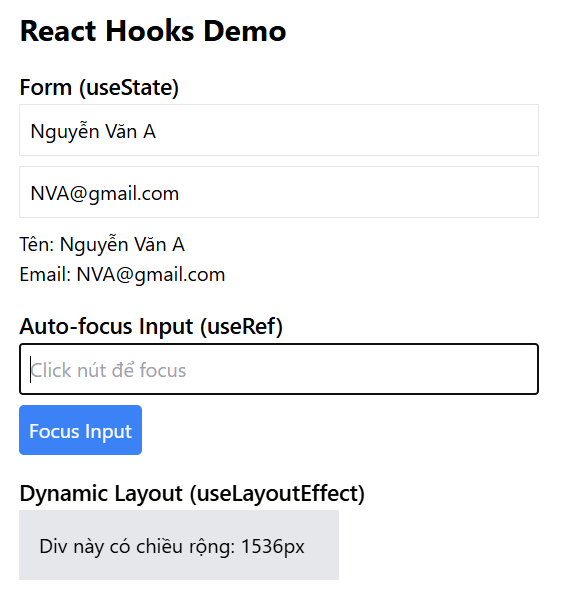 React Hooks Demo
Form (useState)
Nguyễn Văn A
NVA@gmail.com
Tên: Nguyễn Văn A
Email: NVA@gmail.com
Auto-focus Input (useRef)
Click nút để focus
Focus Input
Dynamic Layout (useLayoutEffect)
Div này có chiều rộng: 1536px